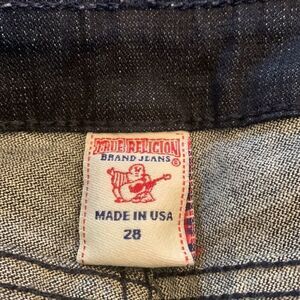 TRUE RELIGION
BRAND JEANS ®
MADE IN USA
28